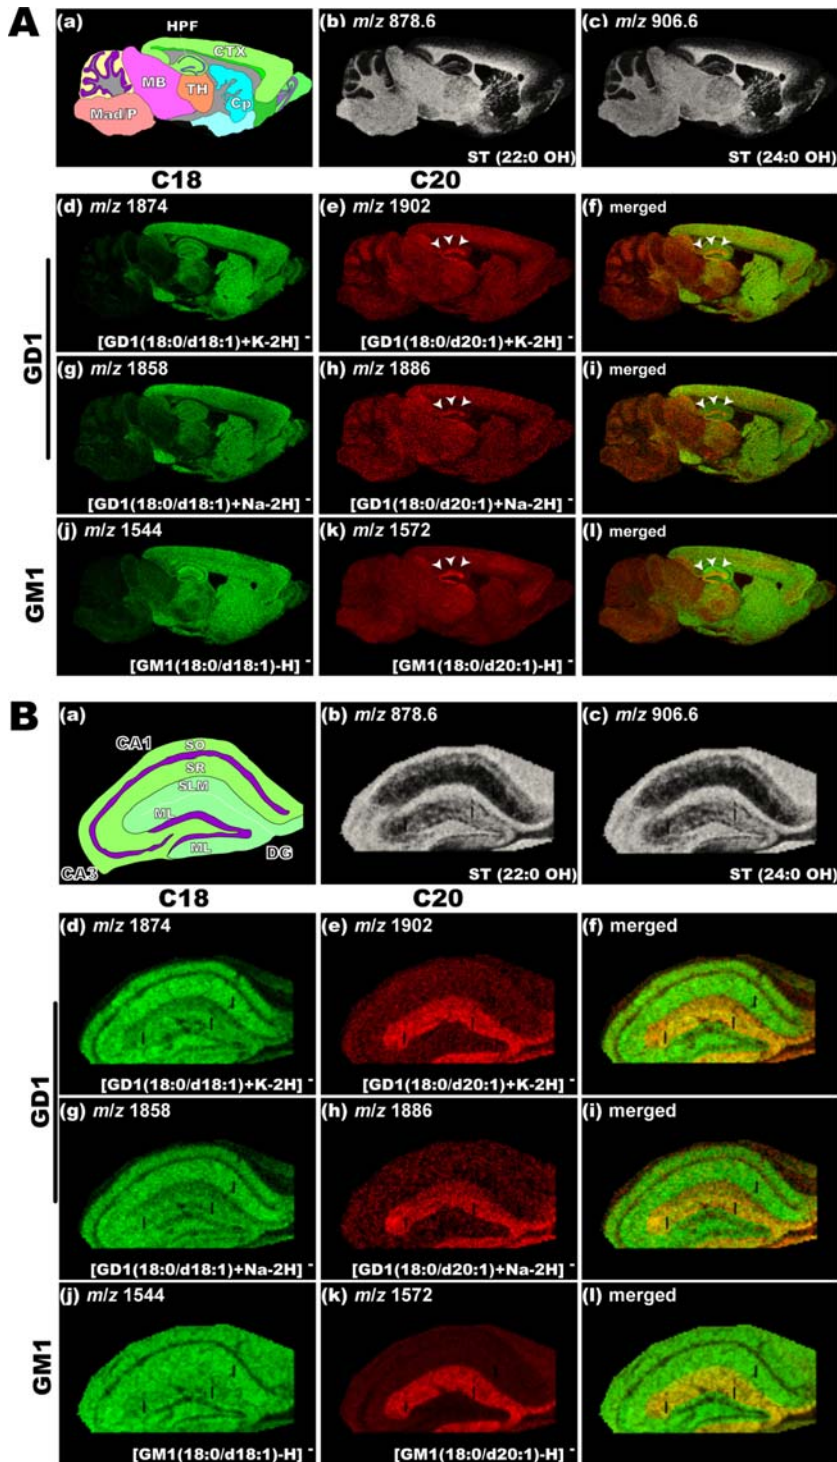 A
(a)
HPF
CTX
MB
TH
Cp
Mad P
(b) m/z 878.6
ST (22:0 OH)
(c) m/z 906.6
ST (24:0 OH)
C18
C20
GD1
(d) m/z 1874
[GD1(18:0/d18:1)+K-2H] -
(e) m/z 1902
[GD1(18:0/d20:1)+K-2H] -
(f) merged
(g) m/z 1858
[GD1(18:0/d18:1)+Na-2H] -
(h) m/z 1886
[GD1(18:0/d20:1)+Na-2H] -
(i) merged
GM1
(j) m/z 1544
[GM1(18:0/d18:1)-H] -
(k) m/z 1572
[GM1(18:0/d20:1)-H] -
(l) merged
B
(a)
CA1
SO
SR
SLM
ML
ML
DG
CA3
(b) m/z 878.6
ST (22:0 OH)
(c) m/z 906.6
ST (24:0 OH)
C18
C20
GD1
(d) m/z 1874
[GD1(18:0/d18:1)+K-2H] -
(e) m/z 1902
[GD1(18:0/d20:1)+K-2H] -
(f) merged
(g) m/z 1858
[GD1(18:0/d18:1)+Na-2H] -
(h) m/z 1886
[GD1(18:0/d20:1)+Na-2H] -
(i) merged
GM1
(j) m/z 1544
[GM1(18:0/d18:1)-H] -
(k) m/z 1572
[GM1(18:0/d20:1)-H] -
(l) merged